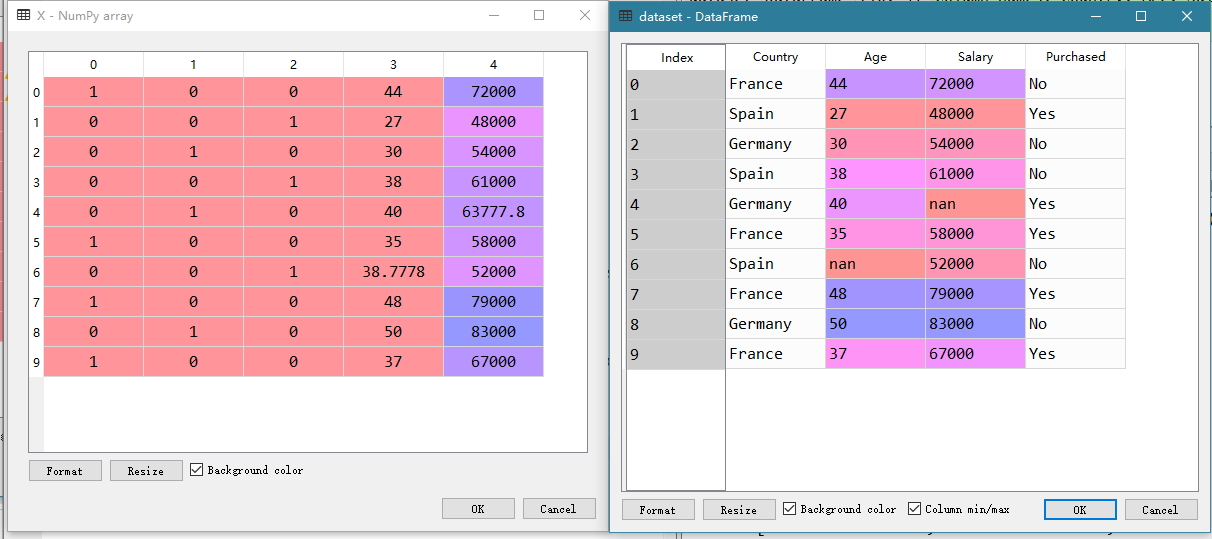 X - NumPy array
0 1 2 3 4
0 1 0 0 44 72000
1 0 0 1 27 48000
2 0 1 0 30 54000
3 0 0 1 38 61000
4 0 1 0 40 63777.8
5 1 0 0 35 58000
6 0 0 1 38.7778 52000
7 1 0 0 48 79000
8 0 1 0 50 83000
9 1 0 0 37 67000
Format Resize Background color
OK Cancel
dataset - DataFrame
Index Country Age Salary Purchased
0 France 44 72000 No
1 Spain 27 48000 Yes
2 Germany 30 54000 No
3 Spain 38 61000 No
4 Germany 40 nan Yes
5 France 35 58000 Yes
6 Spain nan 52000 No
7 France 48 79000 Yes
8 Germany 50 83000 No
9 France 37 67000 Yes
Format Resize Background color Column min/max OK Cancel